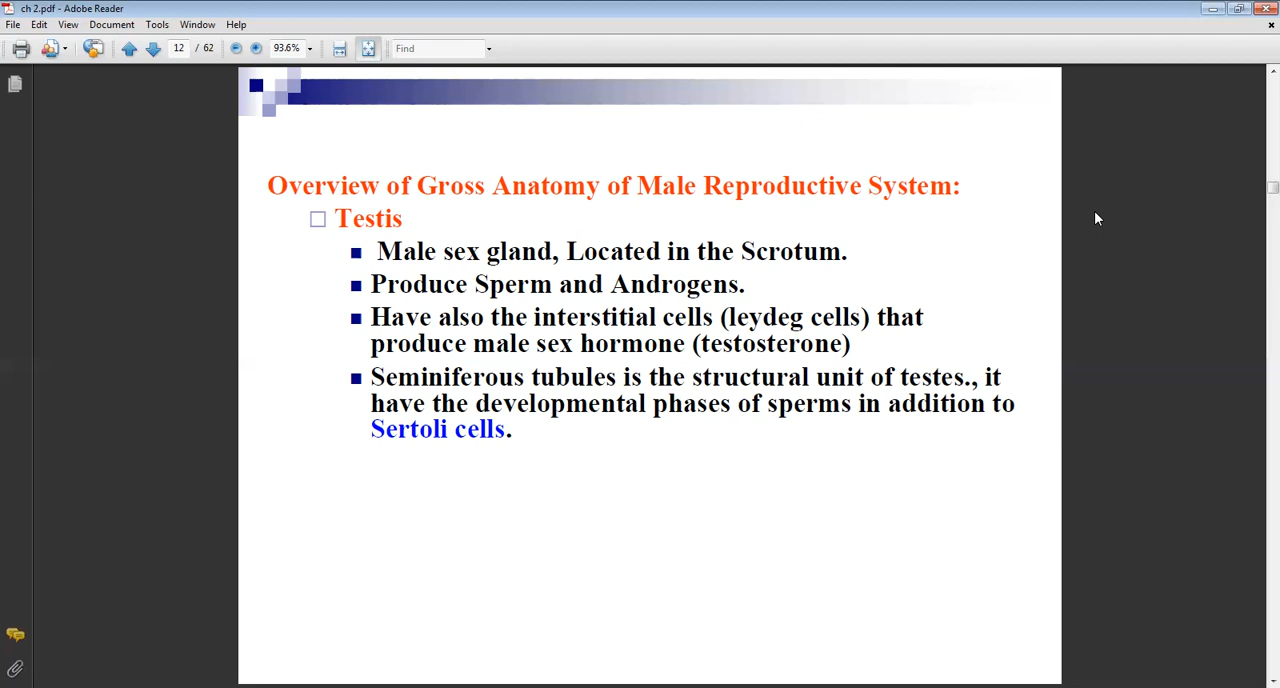 ch 2.pdf - Adobe Reader
File Edit View Document Tools Window Help
12 / 62 93.6% Find
Overview of Gross Anatomy of Male Reproductive System:
Testis
Male sex gland, Located in the Scrotum.
Produce Sperm and Androgens.
Have also the interstitial cells (leydeg cells) that
produce male sex hormone (testosterone)
Seminiferous tubules is the structural unit of testes., it
have the developmental phases of sperms in addition to
Sertoli cells.